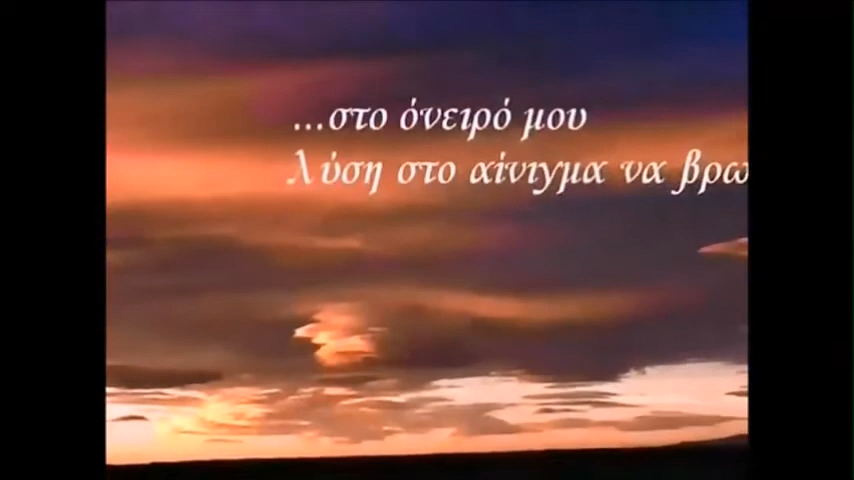 ...στο όνειρό μου
λύση στο αίνιγμα να βρω